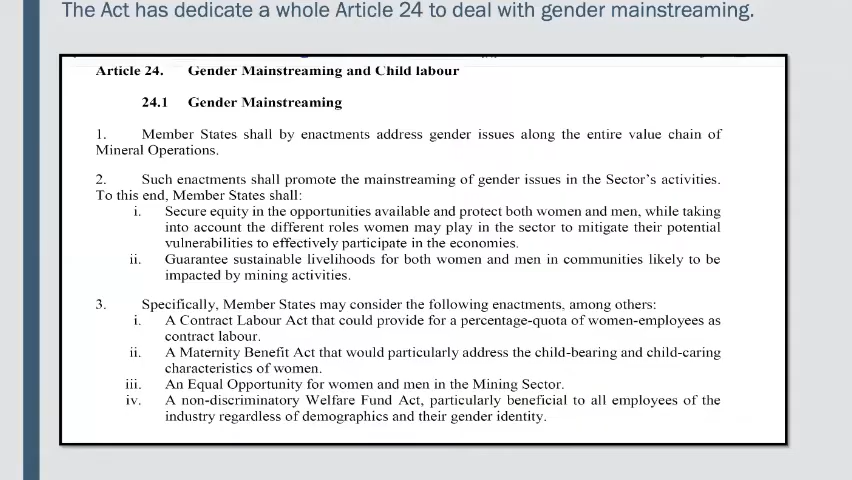 The Act has dedicate a whole Article 24 to deal with gender mainstreaming.
Article 24. Gender Mainstreaming and Child labour
24.1 Gender Mainstreaming
1. Member States shall by enactments address gender issues along the entire value chain of
Mineral Operations.
2. Such enactments shall promote the mainstreaming of gender issues in the Sector's activities.
To this end, Member States shall:
i. Secure equity in the opportunities available and protect both women and men, while taking
into account the different roles women may play in the sector to mitigate their potential
vulnerabilities to effectively participate in the economies.
ii. Guarantee sustainable livelihoods for both women and men in communities likely to be
impacted by mining activities.
3. Specifically, Member States may consider the following enactments, among others:
i. A Contract Labour Act that could provide for a percentage-quota of women-employees as
contract labour.
ii. A Maternity Benefit Act that would particularly address the child-bearing and child-caring
characteristics of women.
iii. An Equal Opportunity for women and men in the Mining Sector.
iv. A non-discriminatory Welfare Fund Act, particularly beneficial to all employees of the
industry regardless of demographics and their gender identity.